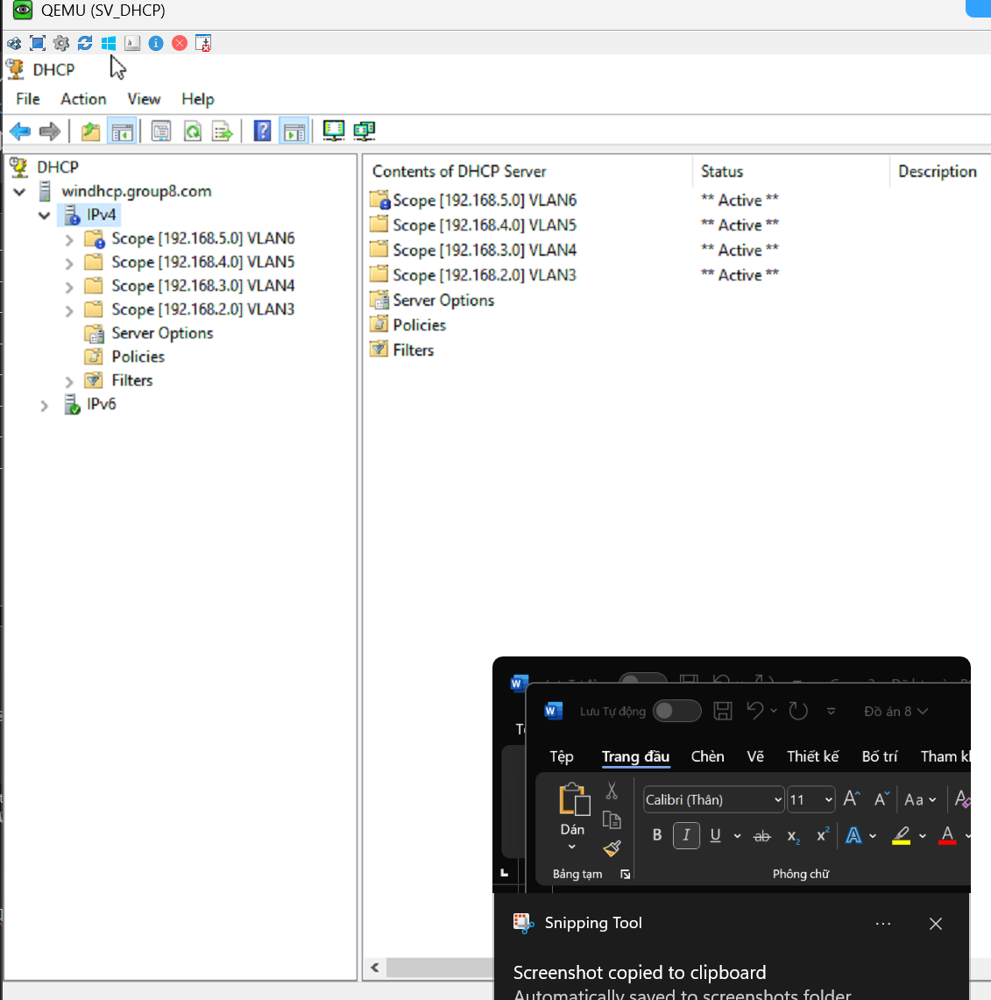 QEMU (SV_DHCP)
DHCP
File Action View Help
DHCP
windhcp.group8.com
IPv4
Scope [192.168.5.0] VLAN6
Scope [192.168.4.0] VLAN5
Scope [192.168.3.0] VLAN4
Scope [192.168.2.0] VLAN3
Server Options
Policies
Filters
IPv6
Contents of DHCP Server Status Description
Scope [192.168.5.0] VLAN6 ** Active **
Scope [192.168.4.0] VLAN5 ** Active **
Scope [192.168.3.0] VLAN4 ** Active **
Scope [192.168.2.0] VLAN3 ** Active **
Server Options
Policies
Filters
Lưu Tự động Đồ án 8
Tệp Trang đầu Chèn Vẽ Thiết kế Bố trí Tham
Calibri (Thân) 11 Aa
Dán B I U ab x₂ x² A A
Bảng tạm Phông chữ
Snipping Tool
Screenshot copied to clipboard
Automatically saved to screenshots folder